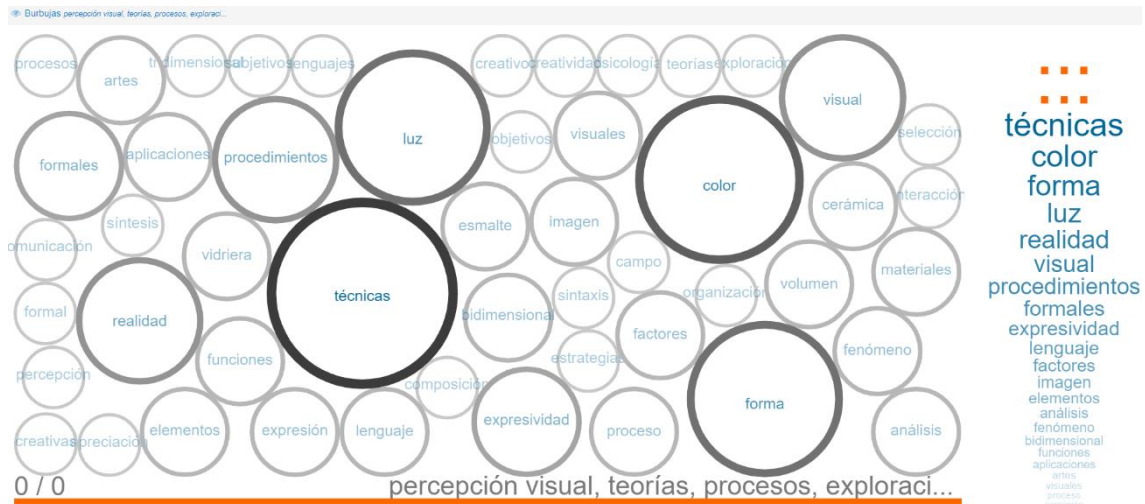 Burbujas percepción visual, teorías, procesos, exploraci...
procesos
artes
tridimensional
subjetivos
lenguajes
luz
creativo
creatividad
psicología
teorías
exploración
visual
formales
aplicaciones
procedimientos
objetivos
visuales
color
selección
síntesis
comunicación
vidriera
esmalte
imagen
cerámica
interacción
campo
materiales
técnicas
formal
realidad
bidimensional
sintaxis
organización
volumen
funciones
factores
fenómeno
percepción
estrategias
composición
forma
creativas
apreciación
elementos
expresión
lenguaje
expresividad
proceso
análisis
0 / 0
percepción visual, teorías, procesos, exploraci...
técnicas
color
forma
luz
realidad
visual
procedimientos
formales
expresividad
lenguaje
factores
imagen
elementos
análisis
fenómeno
bidimensional
funciones
aplicaciones
artes
visuales
proceso